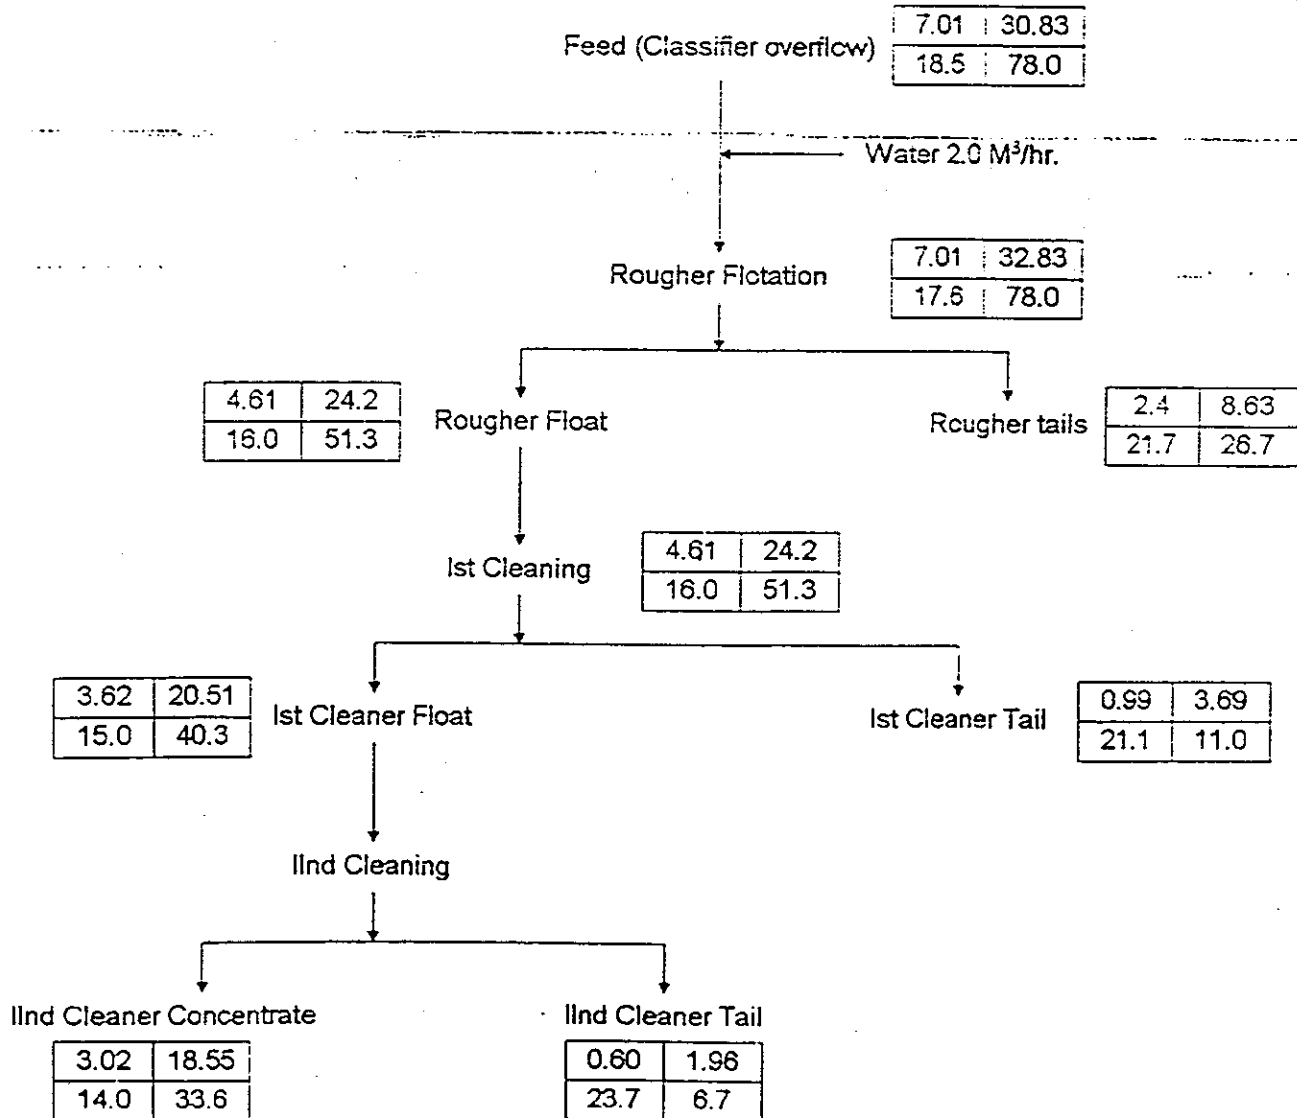 Feed (Classifier overflow)
7.01 30.83
18.5 78.0
Water 2.0 M³/hr.
Rougher Flotation
7.01 32.83
17.6 78.0
4.61 24.2
16.0 51.3
Rougher Float
Rougher tails
2.4 8.63
21.7 26.7
Ist Cleaning
4.61 24.2
16.0 51.3
3.62 20.51
15.0 40.3
Ist Cleaner Float
Ist Cleaner Tail
0.99 3.69
21.1 11.0
IInd Cleaning
IInd Cleaner Concentrate
3.02 18.55
14.0 33.6
IInd Cleaner Tail
0.60 1.96
23.7 6.7